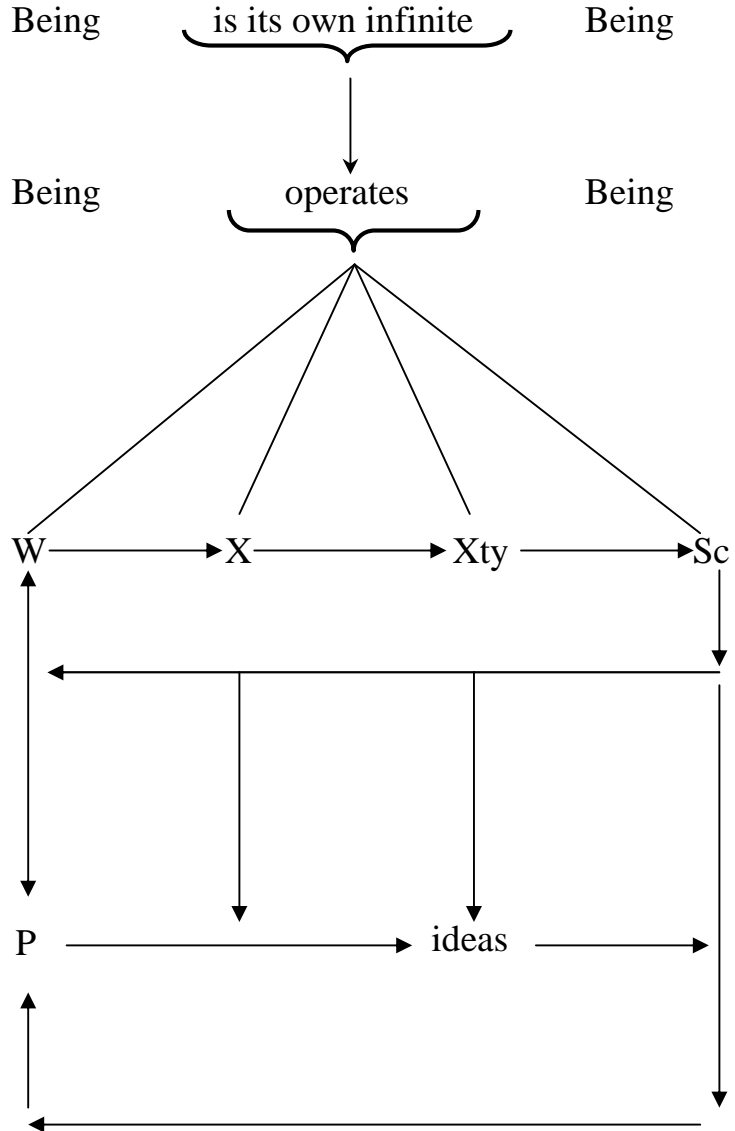 Being is its own infinite Being
Being operates Being
W X Xty Sc
P ideas